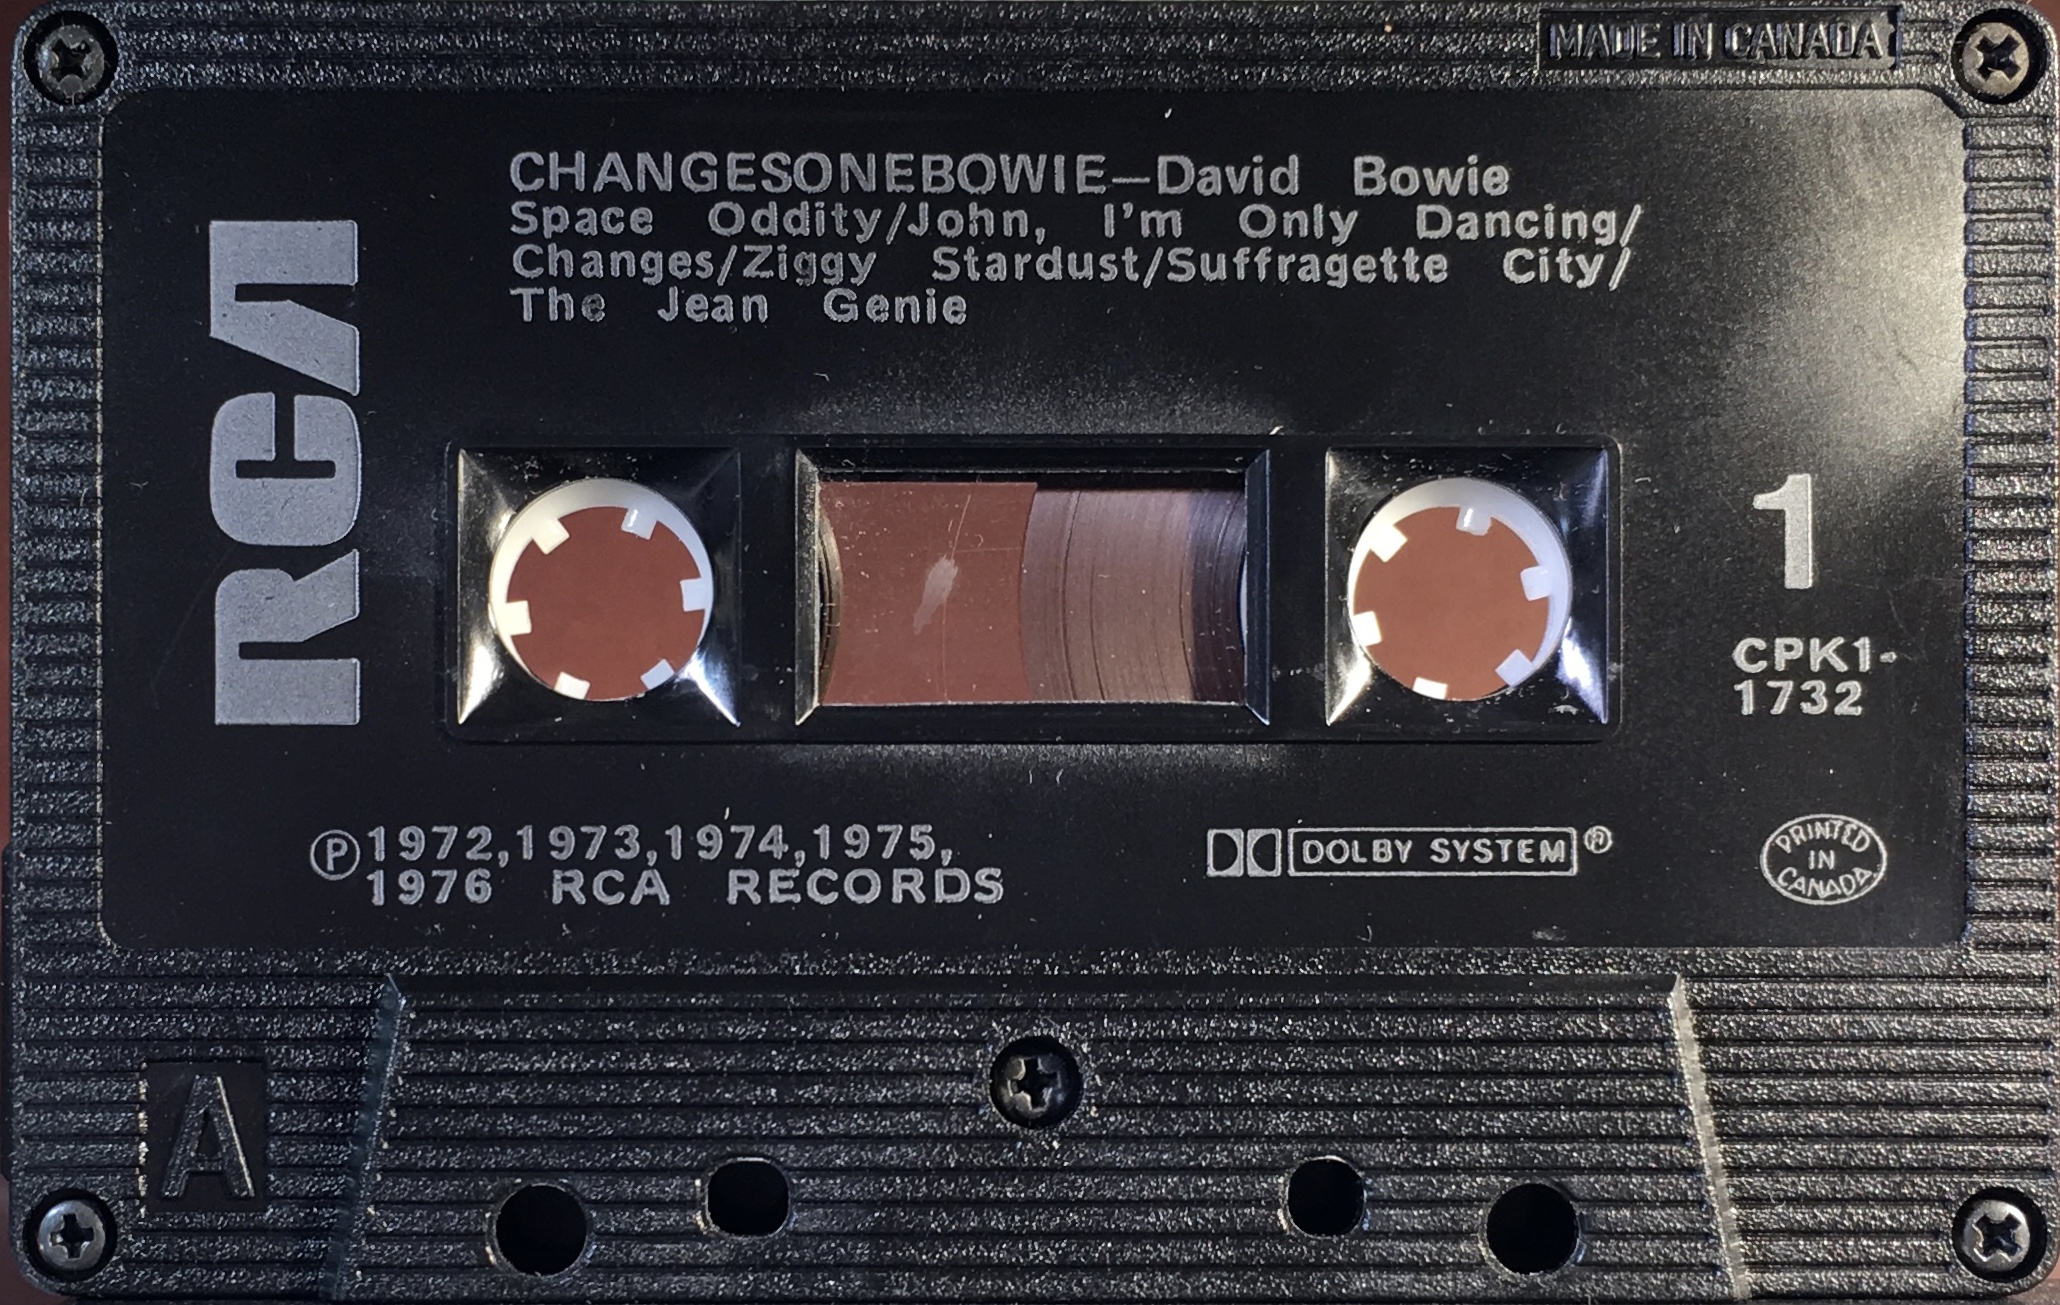 MADE IN CANADA
CHANGESONEBOWIE—David Bowie
Space Oddity/John, I'm Only Dancing/
Changes/Ziggy Stardust/Suffragette City/
The Jean Genie
RCA
1
CPK1-
1732
℗1972,1973,1974,1975,
1976 RCA RECORDS
DOLBY SYSTEM®
PRINTED
IN
CANADA
A